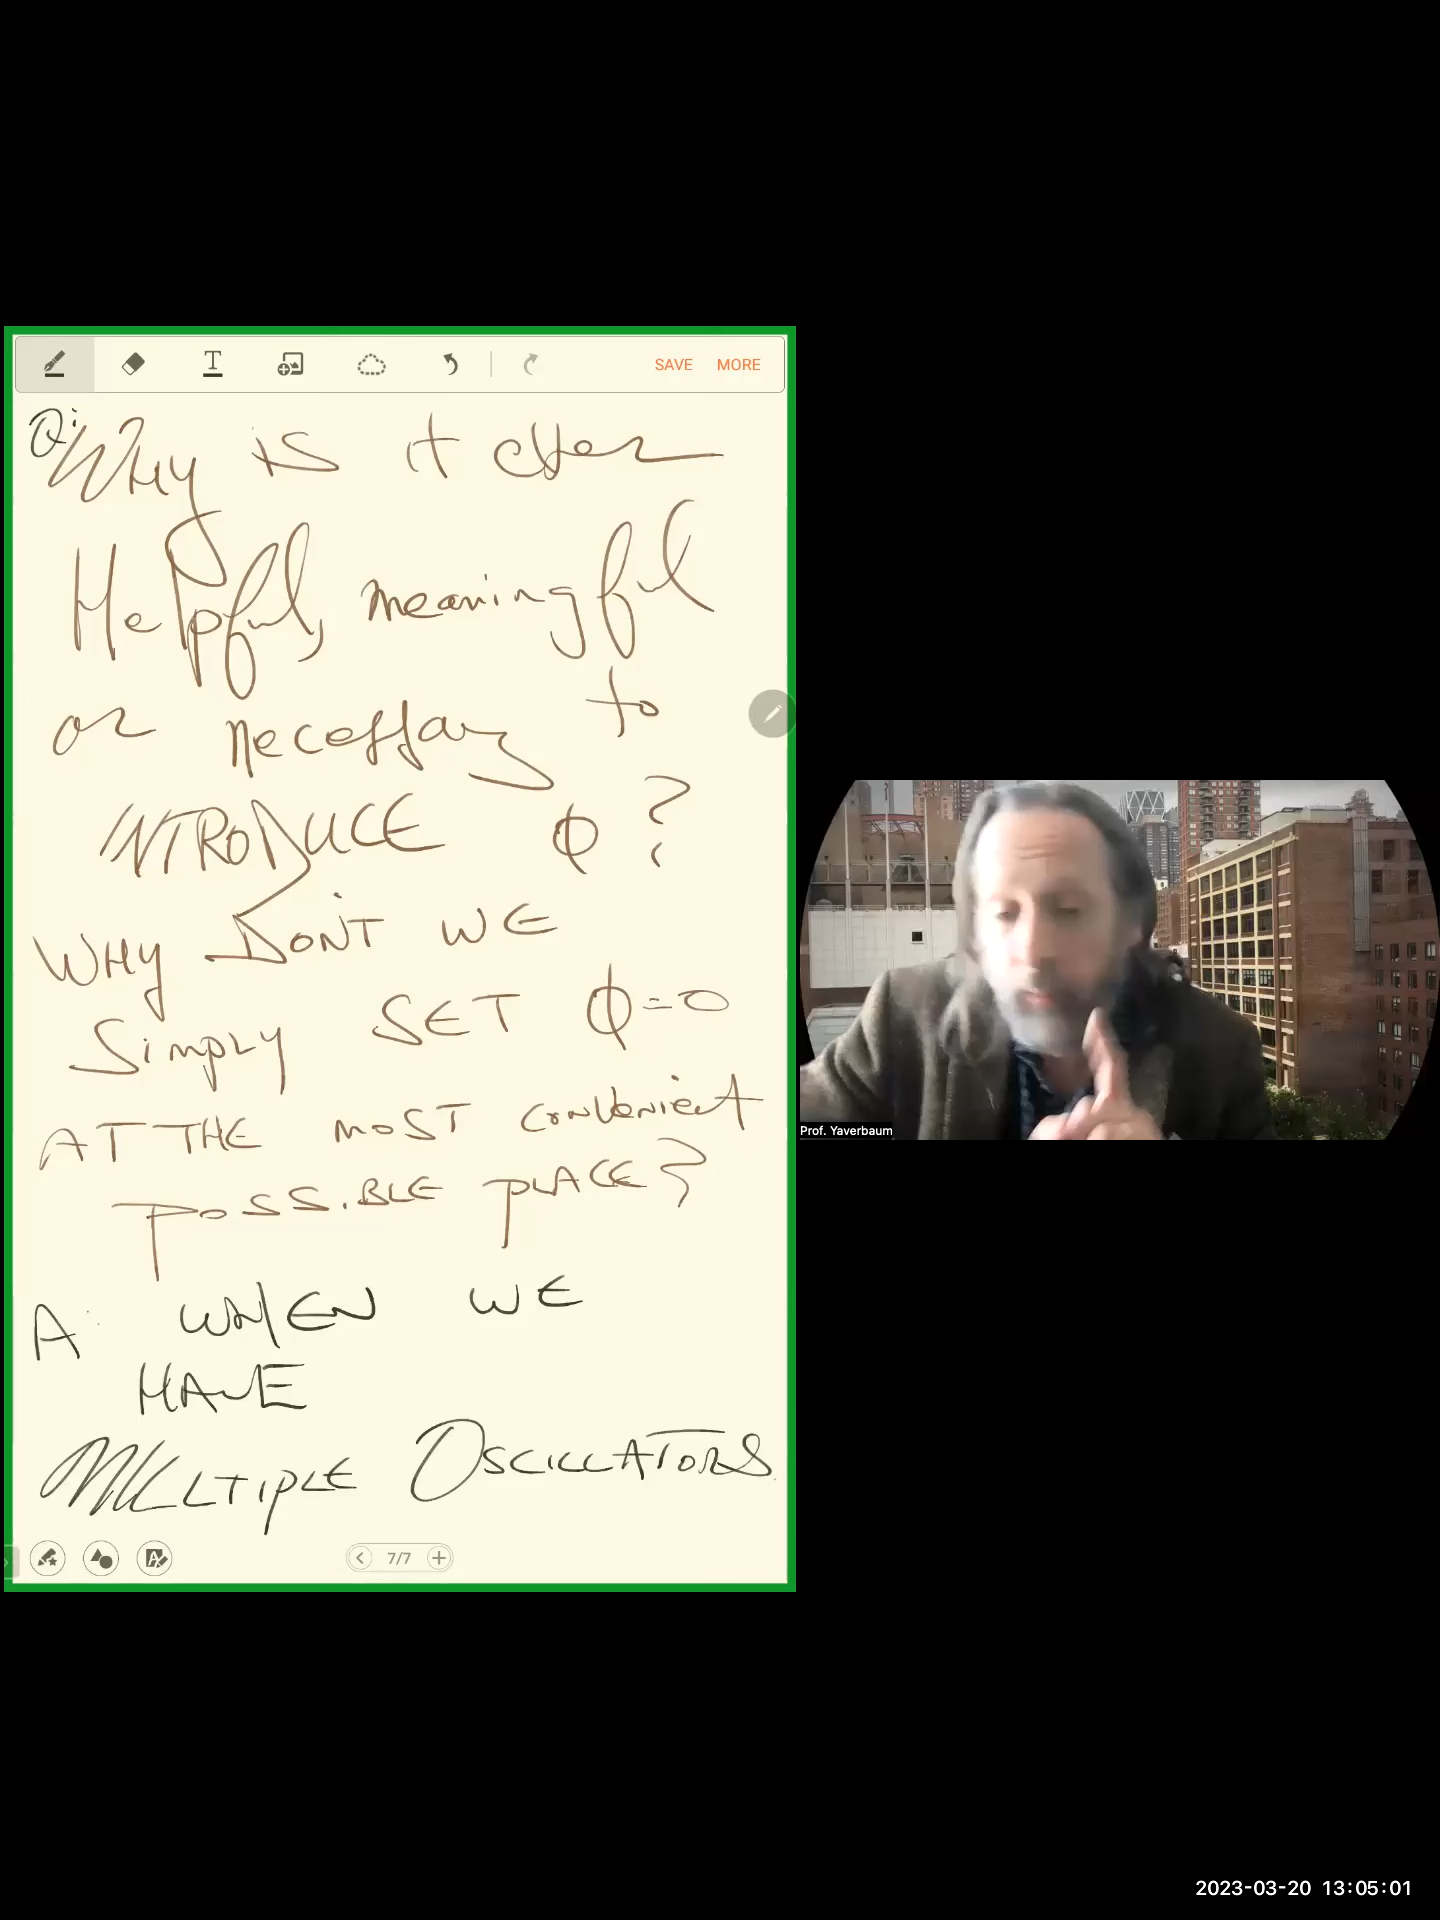 T
SAVE MORE
Q: WHy is it ever
Helpful, meaningful
or necessary to
INTRODUCE φ?
WHY DON'T WE
SimpLy SET φ=0
AT THE mOST convenient
POSSiBLE PLACE?
A: WHEN WE
HAVE
MULTIPLE OSCILLATORS
7/7
Prof. Yaverbaum
2023-03-20 13:05:01